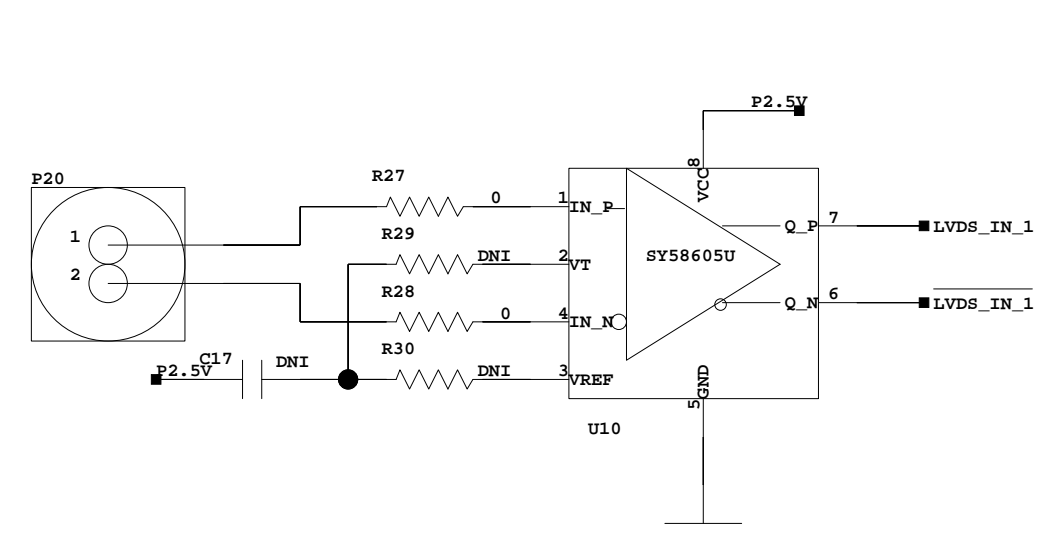 P2.5V
P20
1
2
R27
0
R29
DNI
R28
0
R30
DNI
P2.5V
C17
DNI
1
IN_P
2
VT
4
IN_N
3
VREF
VCC
8
SY58605U
Q_P
7
LVDS_IN_1
Q_N
6
LVDS_IN_1
GND
5
U10